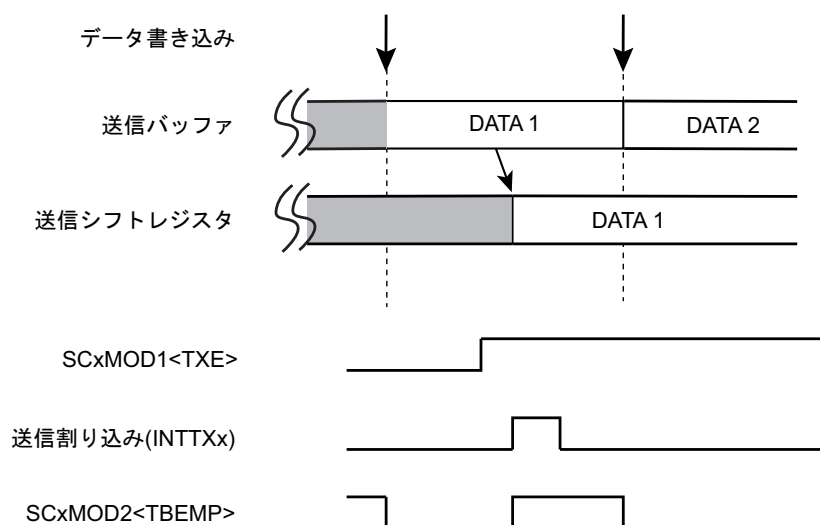 データ書き込み
送信バッファ
DATA 1
DATA 2
送信シフトレジスタ
DATA 1
SCxMOD1<TXE>
送信割り込み(INTTXx)
SCxMOD2<TBEMP>